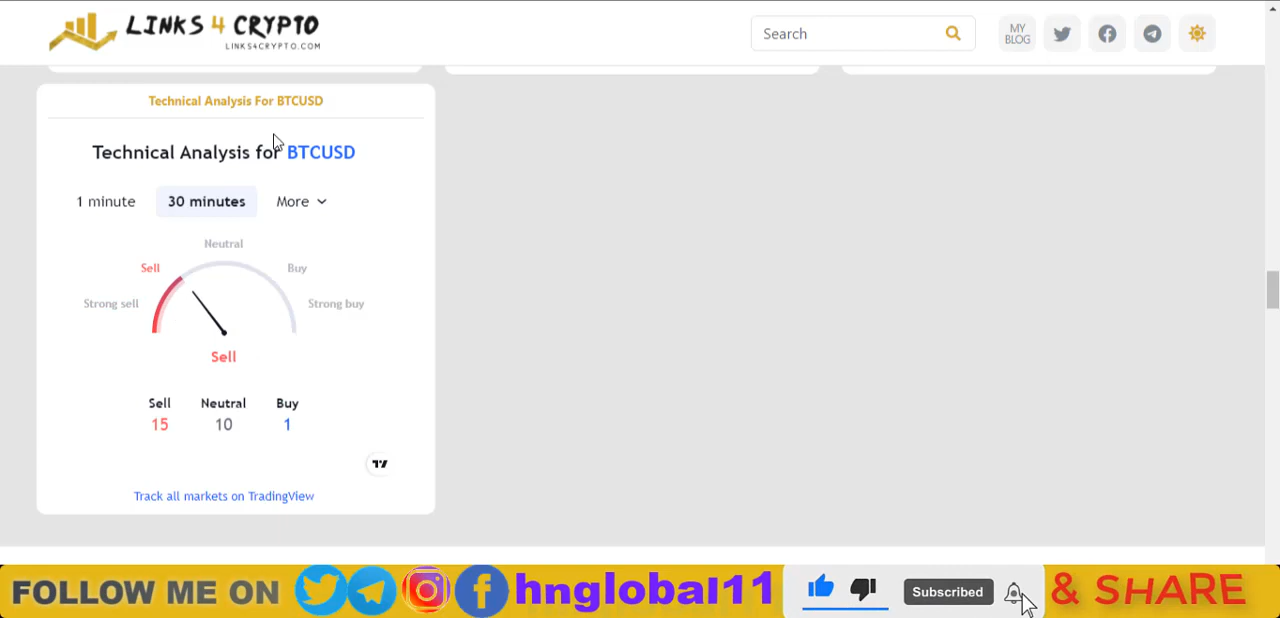 LINKS 4 CRYPTO
LINKS4CRYPTO.COM
Search
MY
BLOG
Technical Analysis For BTCUSD
Technical Analysis for BTCUSD
1 minute 30 minutes More
Neutral
Sell Buy
Strong sell Strong buy
Sell
Sell Neutral Buy
15 10 1
Track all markets on TradingView
FOLLOW ME ON hnglobal11 Subscribed & SHARE